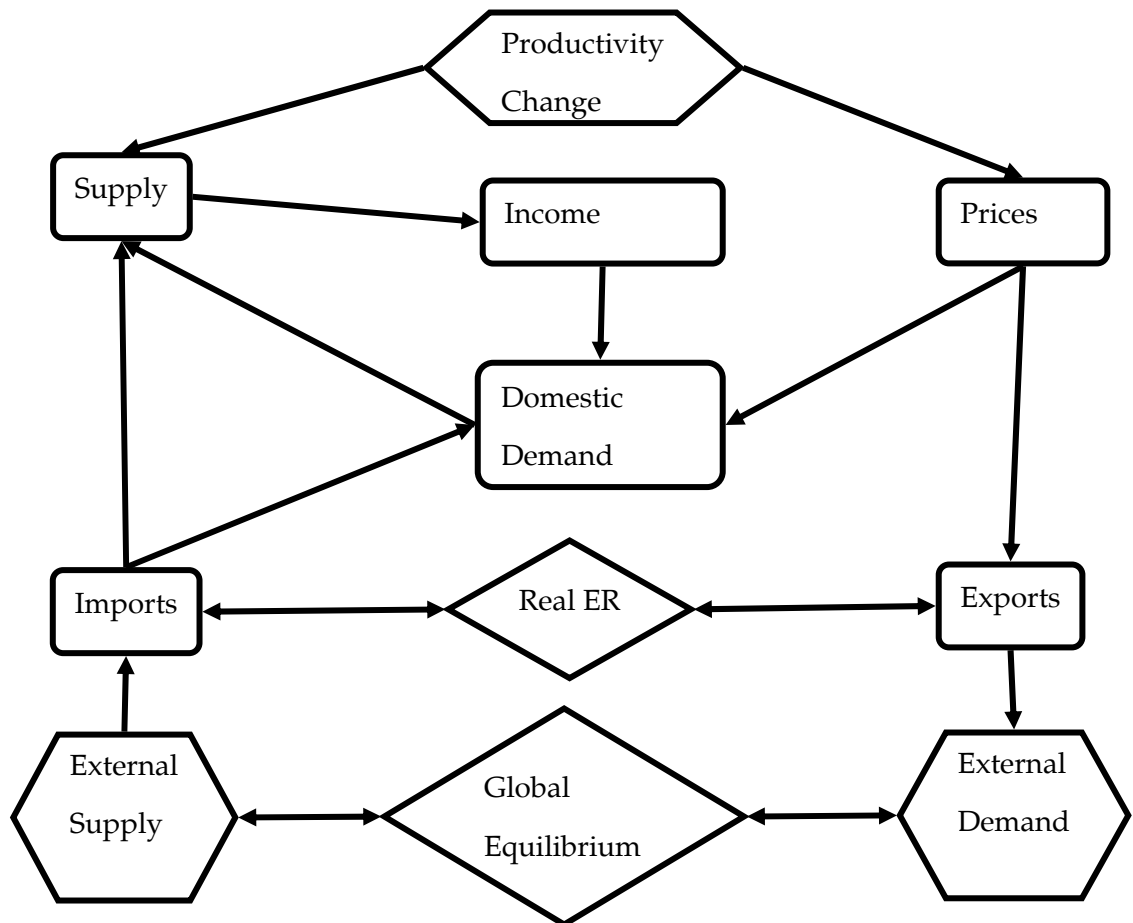 Productivity
Change
Supply
Income
Prices
Domestic
Demand
Imports
Real ER
Exports
External
Supply
Global
Equilibrium
External
Demand